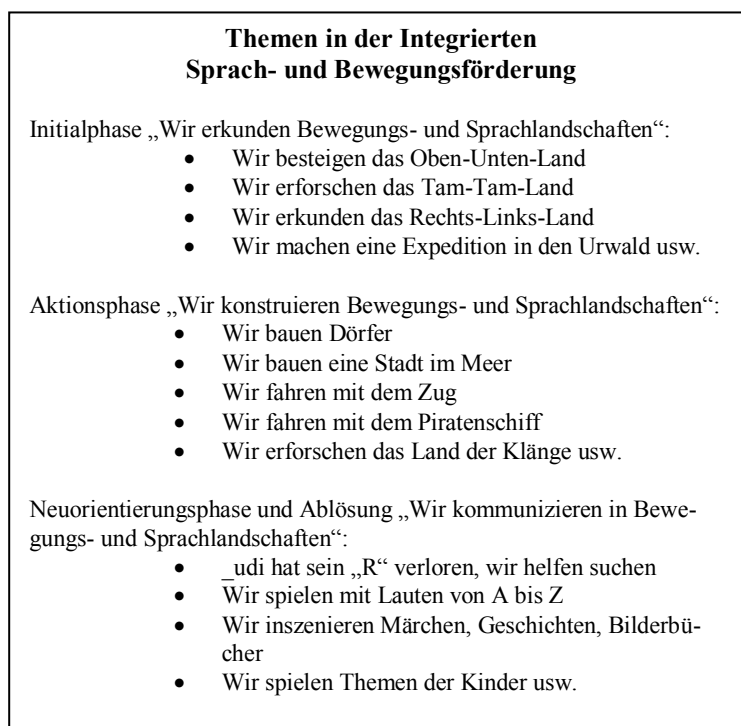 Themen in der Integrierten
Sprach- und Bewegungsförderung
Initialphase „Wir erkunden Bewegungs- und Sprachlandschaften“:
• Wir besteigen das Oben-Unten-Land
• Wir erforschen das Tam-Tam-Land
• Wir erkunden das Rechts-Links-Land
• Wir machen eine Expedition in den Urwald usw.
Aktionsphase „Wir konstruieren Bewegungs- und Sprachlandschaften“:
• Wir bauen Dörfer
• Wir bauen eine Stadt im Meer
• Wir fahren mit dem Zug
• Wir fahren mit dem Piratenschiff
• Wir erforschen das Land der Klänge usw.
Neuorientierungsphase und Ablösung „Wir kommunizieren in Bewe-
gungs- und Sprachlandschaften“:
• _udi hat sein „R“ verloren, wir helfen suchen
• Wir spielen mit Lauten von A bis Z
• Wir inszenieren Märchen, Geschichten, Bilderbü-
cher
• Wir spielen Themen der Kinder usw.